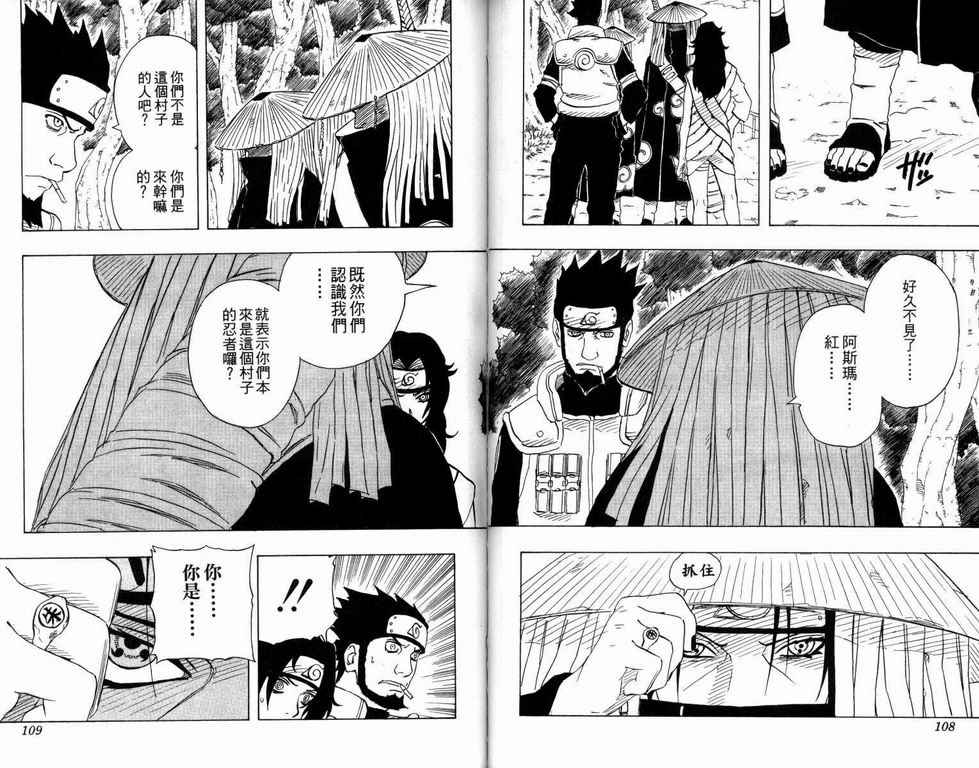 ザッ
好久不見了……
阿斯瑪……
紅……
抓住
108
你們不是
這個村子
的人吧？
你們是
來幹嘛
的？
既然你們
認識我們
……
就表示你們本
來是這個村子
的忍者囉？
!!
你……
你是……
朱
109